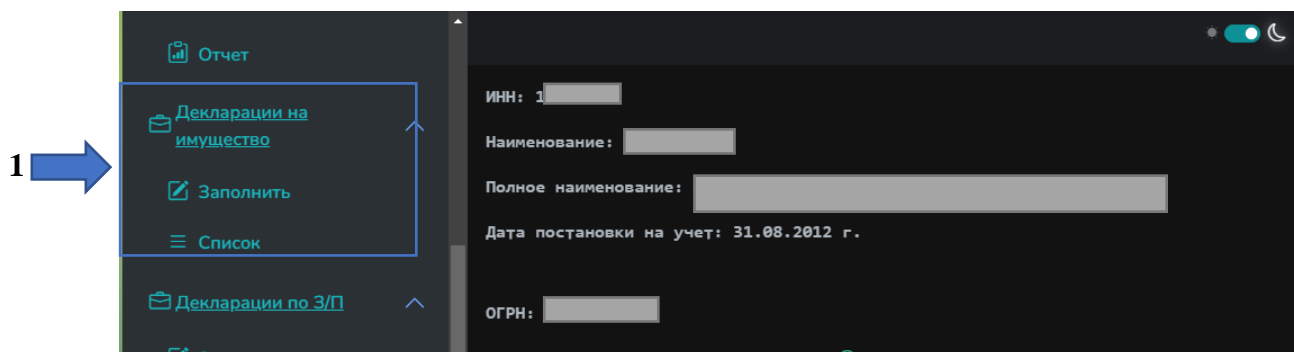 Отчет
Декларации на
имущество
Заполнить
Список
Декларации по З/П
1
ИНН: 1
Наименование:
Полное наименование:
Дата постановки на учет: 31.08.2012 г.
ОГРН: